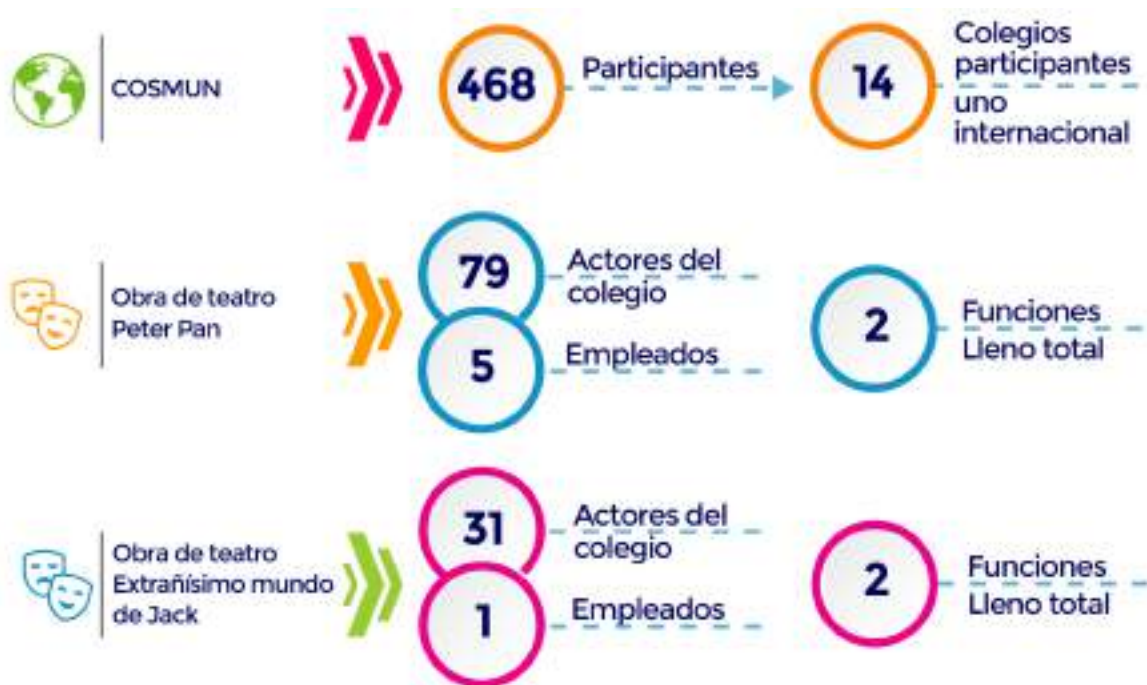 COSMUN
468
Participantes
14
Colegios
participantes
uno
internacional
Obra de teatro
Peter Pan
79
Actores del
colegio
5
Empleados
2
Funciones
Lleno total
Obra de teatro
Extrañísimo mundo
de Jack
31
Actores del
colegio
1
Empleados
2
Funciones
Lleno total